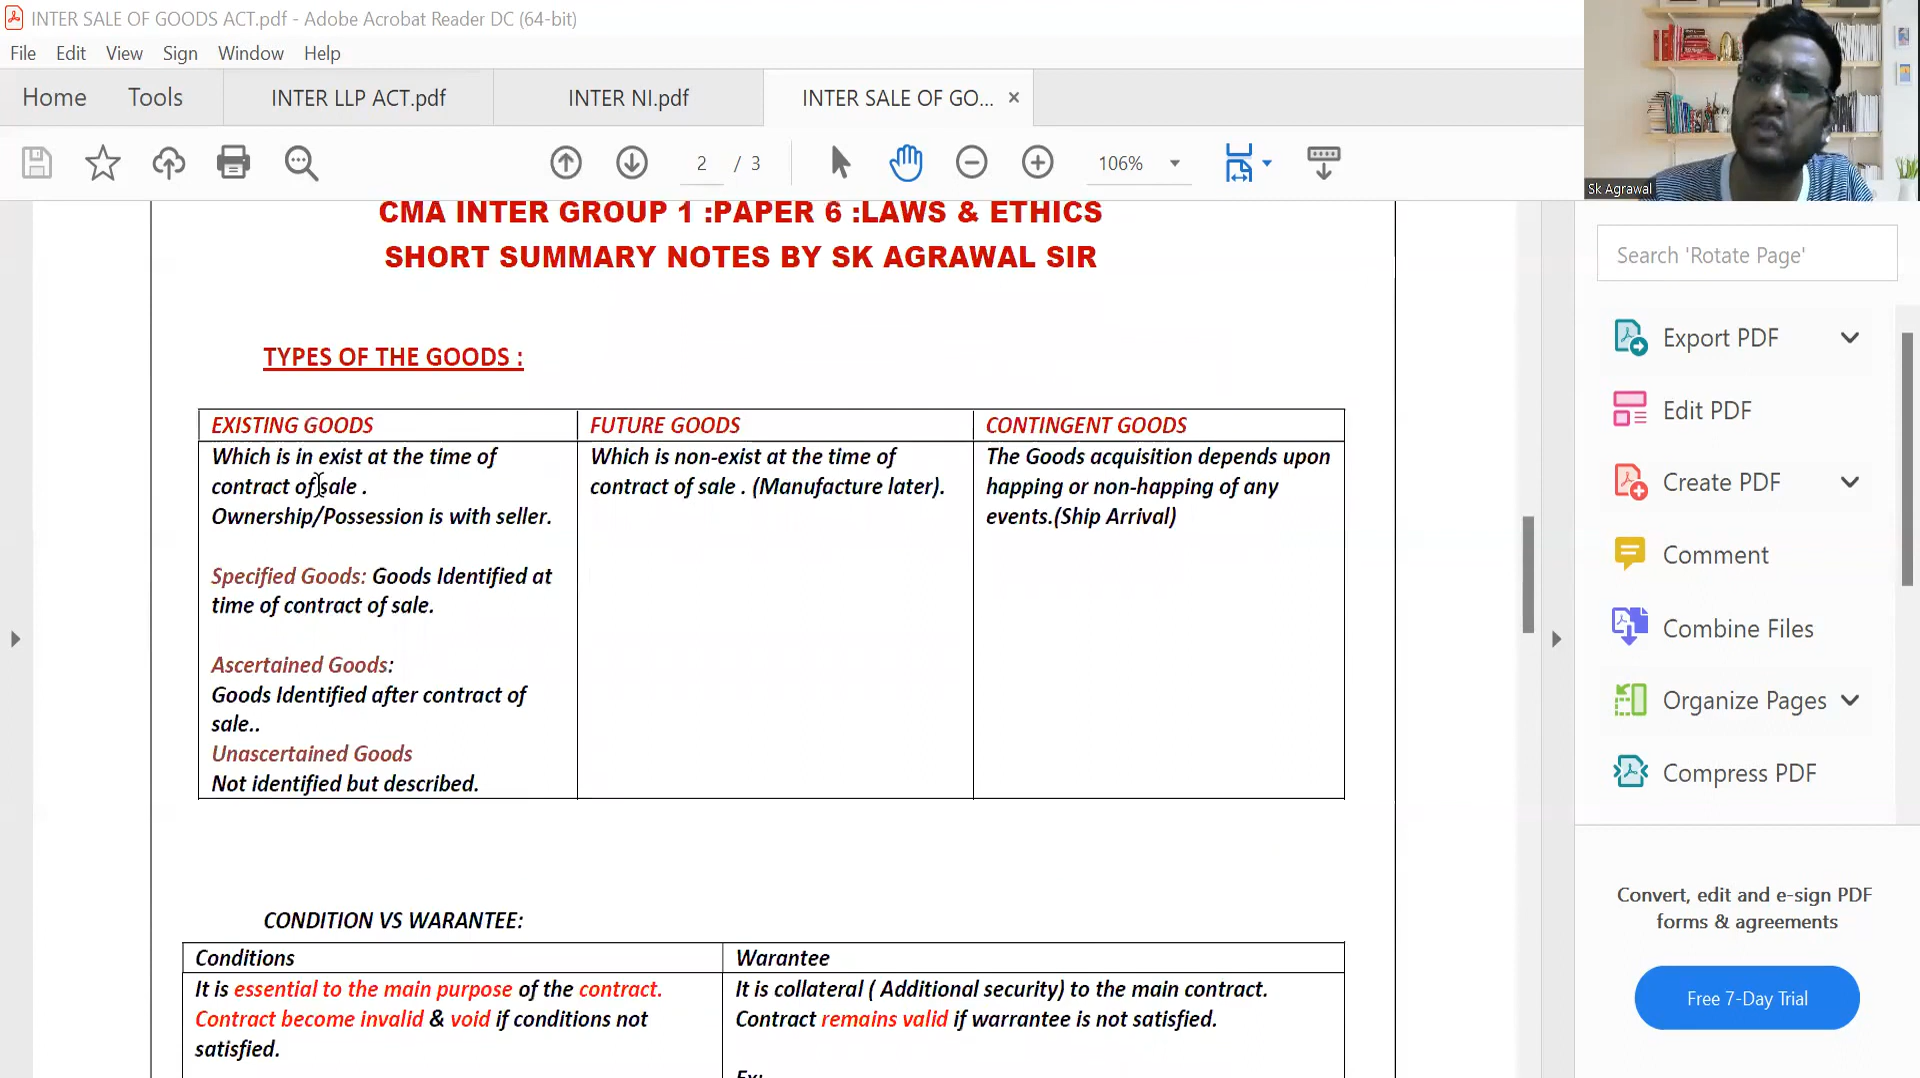 INTER SALE OF GOODS ACT.pdf - Adobe Acrobat Reader DC (64-bit)
File Edit View Sign Window Help
Home Tools INTER LLP ACT.pdf INTER NI.pdf INTER SALE OF GO... ×
2 / 3 106%
Sk Agrawal
CMA INTER GROUP 1 :PAPER 6 :LAWS & ETHICS
SHORT SUMMARY NOTES BY SK AGRAWAL SIR
TYPES OF THE GOODS :
EXISTING GOODS
Which is in exist at the time of
contract of sale .
Ownership/Possession is with seller.
Specified Goods: Goods Identified at
time of contract of sale.
Ascertained Goods:
Goods Identified after contract of
sale..
Unascertained Goods
Not identified but described.
FUTURE GOODS
Which is non-exist at the time of
contract of sale . (Manufacture later).
CONTINGENT GOODS
The Goods acquisition depends upon
happing or non-happing of any
events.(Ship Arrival)
CONDITION VS WARANTEE:
Conditions
It is essential to the main purpose of the contract.
Contract become invalid & void if conditions not
satisfied.
Warantee
It is collateral ( Additional security) to the main contract.
Contract remains valid if warrantee is not satisfied.
Ex:
Search 'Rotate Page'
Export PDF
Edit PDF
Create PDF
Comment
Combine Files
Organize Pages
Compress PDF
Convert, edit and e-sign PDF
forms & agreements
Free 7-Day Trial